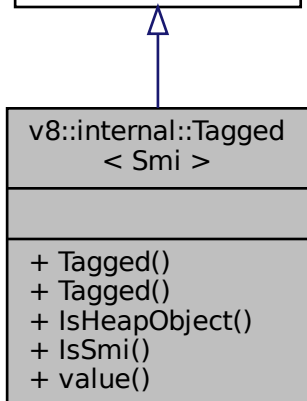 v8::internal::Tagged
< Smi >
+ Tagged()
+ Tagged()
+ IsHeapObject()
+ IsSmi()
+ value()